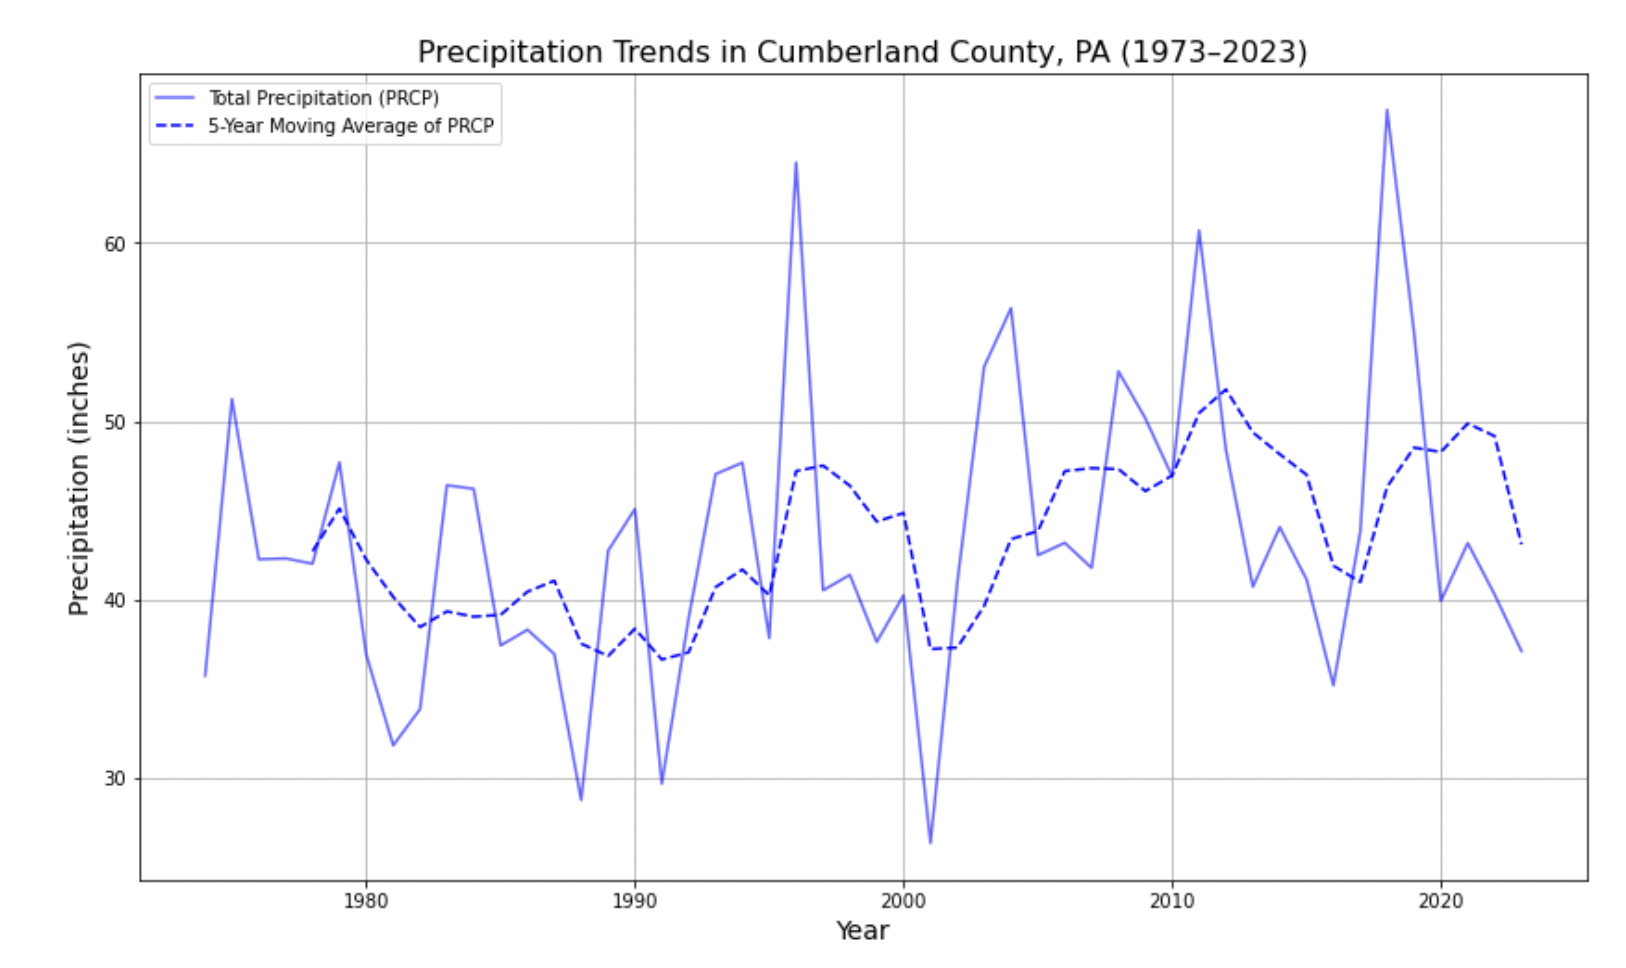 Precipitation Trends in Cumberland County, PA (1973–2023)
Total Precipitation (PRCP)
5-Year Moving Average of PRCP
Precipitation (inches)
60
50
40
30
1980 1990 2000 2010 2020
Year